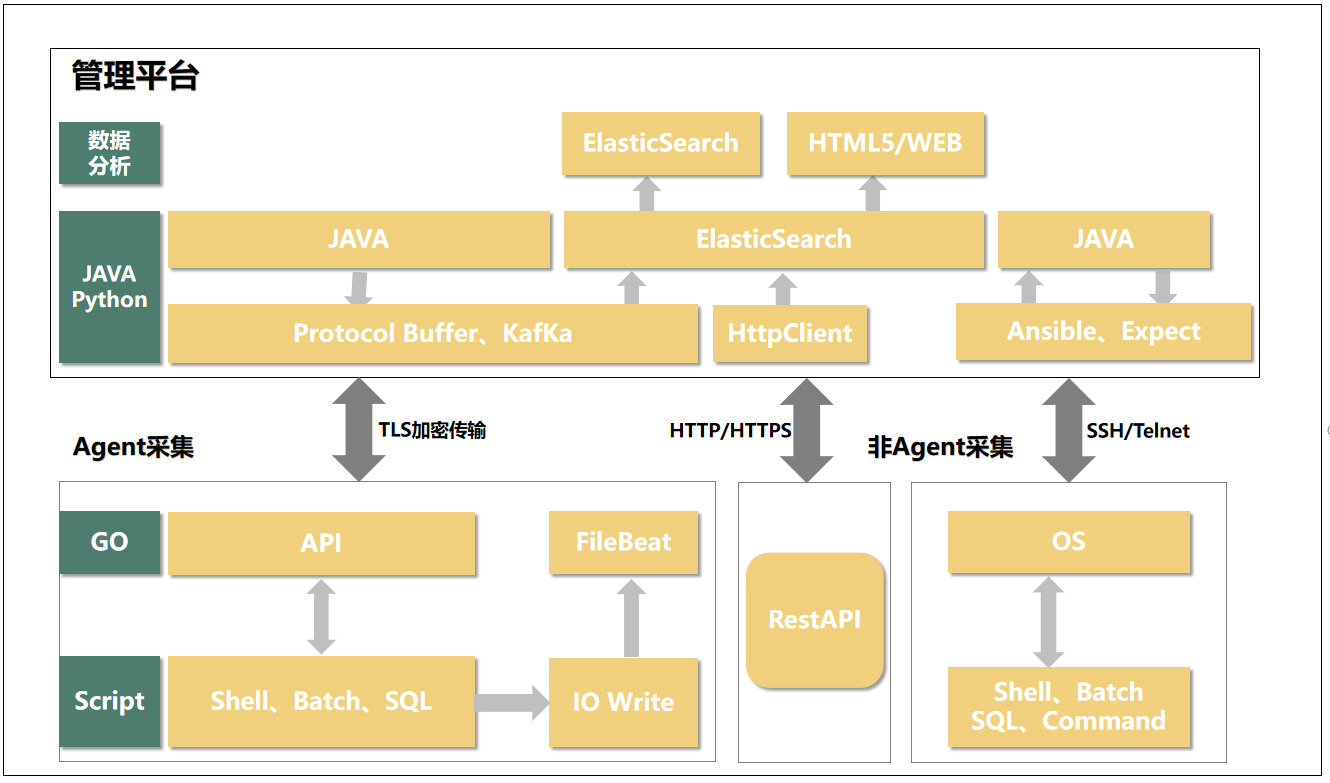 管理平台
数据
分析
ElasticSearch
HTML5/WEB
JAVA
Python
JAVA
ElasticSearch
JAVA
Protocol Buffer、KafKa
HttpClient
Ansible、Expect
Agent采集
TLS加密传输
HTTP/HTTPS
非Agent采集
SSH/Telnet
GO
API
FileBeat
OS
RestAPI
Script
Shell、Batch、SQL
IO Write
Shell、Batch
SQL、Command